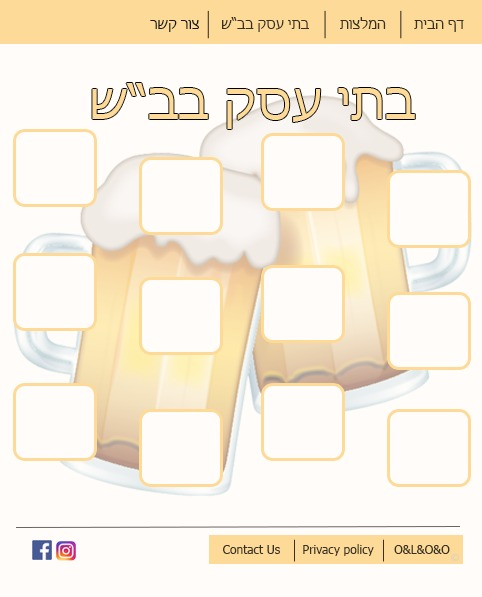 דף הבית | המלצות | בתי עסק בב"ש | צור קשר
בתי עסק בב"ש
Contact Us | Privacy policy | O&L&O&O